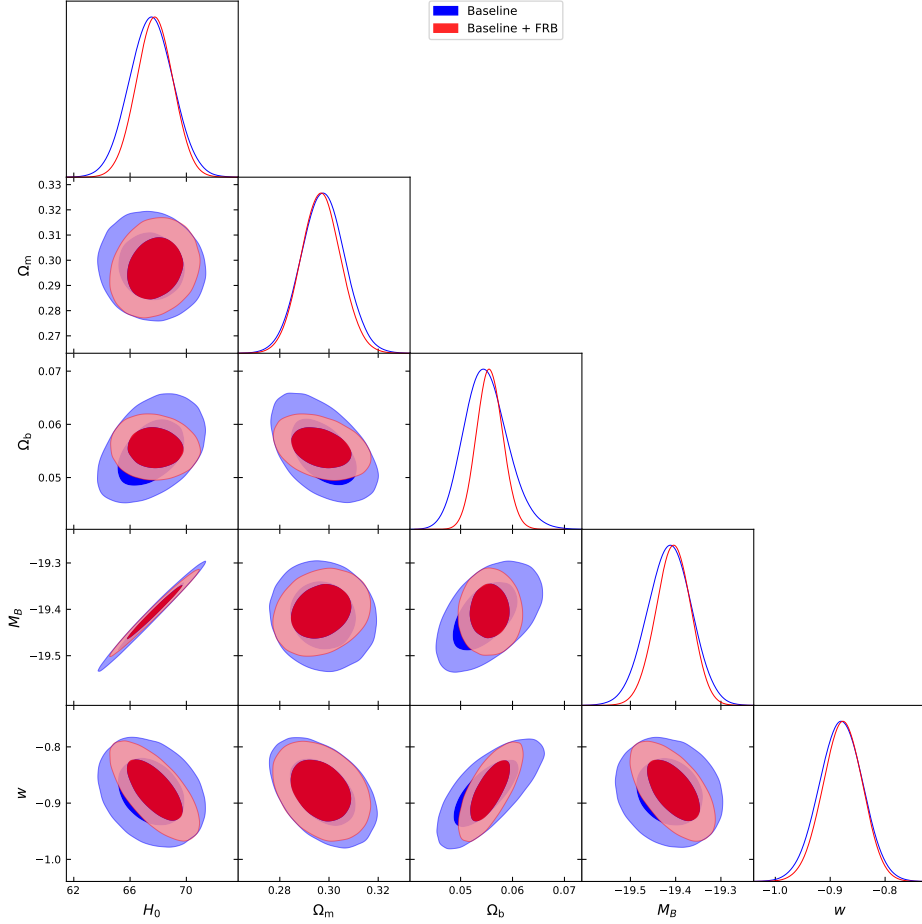 Baseline
Baseline + FRB
0.33
0.32
0.31
0.30
0.29
0.28
0.27
Ωm
0.07
0.06
0.05
Ωb
−19.3
−19.4
−19.5
MB
−0.8
−0.9
−1.0
w
62 66 70
0.28 0.30 0.32
0.05 0.06 0.07
−19.5 −19.4 −19.3
−1.0 −0.9 −0.8
H0 Ωm Ωb MB w